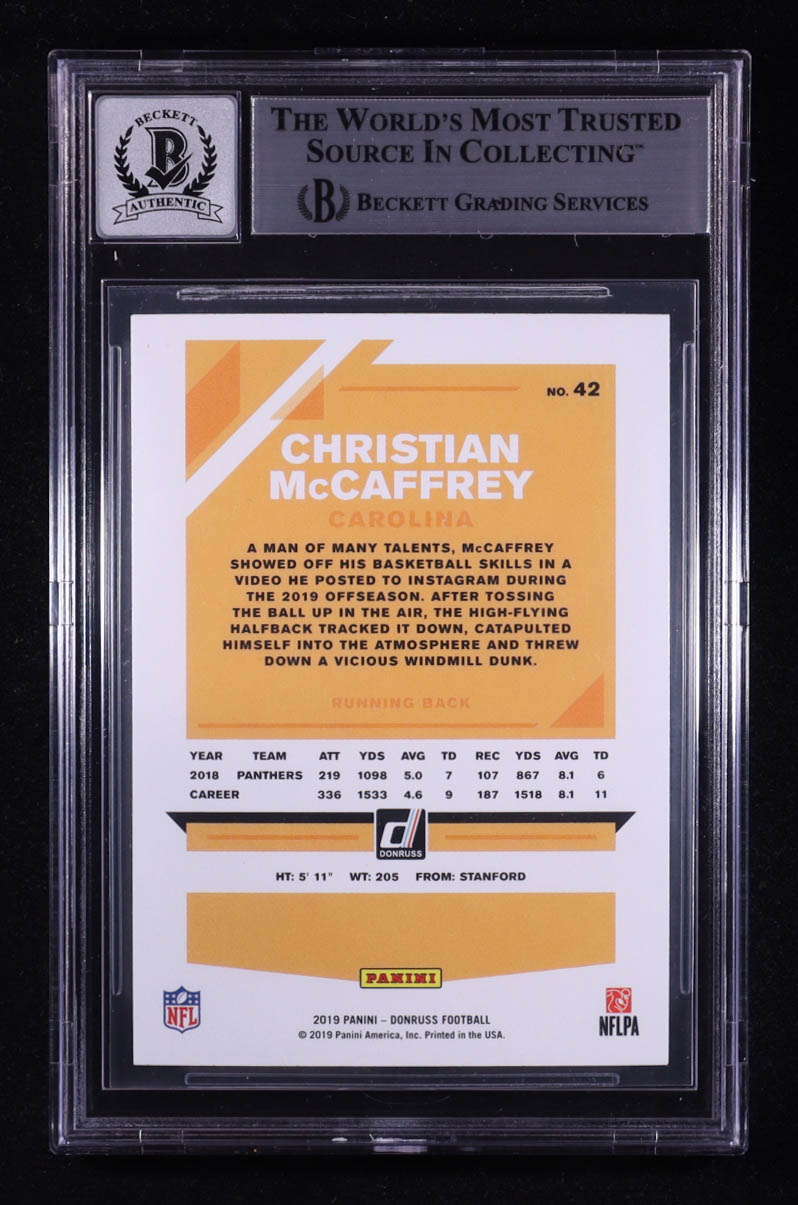 BECKETT
B
AUTHENTIC
THE WORLD'S MOST TRUSTED
SOURCE IN COLLECTING™
B BECKETT GRADING SERVICES
NO. 42
CHRISTIAN
McCAFFREY
CAROLINA
A MAN OF MANY TALENTS, McCAFFREY
SHOWED OFF HIS BASKETBALL SKILLS IN A
VIDEO HE POSTED TO INSTAGRAM DURING
THE 2019 OFFSEASON. AFTER TOSSING
THE BALL UP IN THE AIR, THE HIGH-FLYING
HALFBACK TRACKED IT DOWN, CATAPULTED
HIMSELF INTO THE ATMOSPHERE AND THREW
DOWN A VICIOUS WINDMILL DUNK.
RUNNING BACK
YEAR TEAM ATT YDS AVG TD REC YDS AVG TD
2018 PANTHERS 219 1098 5.0 7 107 867 8.1 6
CAREER 336 1533 4.6 9 187 1518 8.1 11
d
DONRUSS
HT: 5' 11" WT: 205 FROM: STANFORD
PANINI
NFL
NFLPA
2019 PANINI – DONRUSS FOOTBALL
© 2019 Panini America, Inc. Printed in the USA.